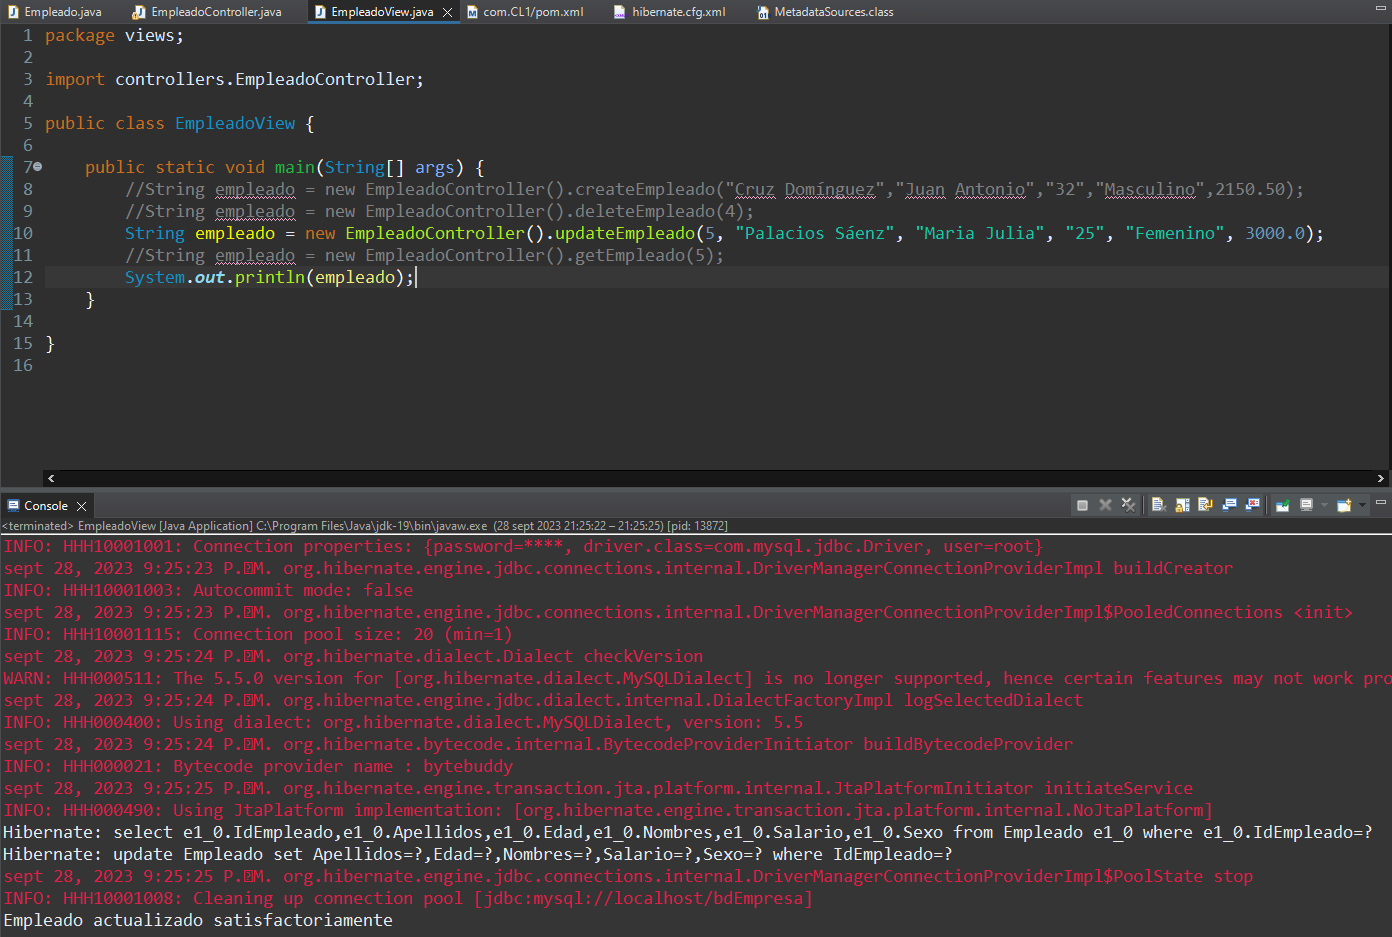 Empleado.java EmpleadoController.java EmpleadoView.java com.CL1/pom.xml hibernate.cfg.xml MetadataSources.class
1 package views;
2
3 import controllers.EmpleadoController;
4
5 public class EmpleadoView {
6
7 public static void main(String[] args) {
8 //String empleado = new EmpleadoController().createEmpleado("Cruz Domínguez","Juan Antonio","32","Masculino",2150.50);
9 //String empleado = new EmpleadoController().deleteEmpleado(4);
10 String empleado = new EmpleadoController().updateEmpleado(5, "Palacios Sáenz", "Maria Julia", "25", "Femenino", 3000.0);
11 //String empleado = new EmpleadoController().getEmpleado(5);
12 System.out.println(empleado);
13 }
14
15 }
16
Console
<terminated> EmpleadoView [Java Application] C:\Program Files\Java\jdk-19\bin\javaw.exe (28 sept 2023 21:25:22 – 21:25:25) [pid: 13872]
INFO: HHH10001001: Connection properties: {password=****, driver.class=com.mysql.jdbc.Driver, user=root}
sept 28, 2023 9:25:23 P. M. org.hibernate.engine.jdbc.connections.internal.DriverManagerConnectionProviderImpl buildCreator
INFO: HHH10001003: Autocommit mode: false
sept 28, 2023 9:25:23 P. M. org.hibernate.engine.jdbc.connections.internal.DriverManagerConnectionProviderImpl$PooledConnections <init>
INFO: HHH10001115: Connection pool size: 20 (min=1)
sept 28, 2023 9:25:24 P. M. org.hibernate.dialect.Dialect checkVersion
WARN: HHH000511: The 5.5.0 version for [org.hibernate.dialect.MySQLDialect] is no longer supported, hence certain features may not work pro
sept 28, 2023 9:25:24 P. M. org.hibernate.engine.jdbc.dialect.internal.DialectFactoryImpl logSelectedDialect
INFO: HHH000400: Using dialect: org.hibernate.dialect.MySQLDialect, version: 5.5
sept 28, 2023 9:25:24 P. M. org.hibernate.bytecode.internal.BytecodeProviderInitiator buildBytecodeProvider
INFO: HHH000021: Bytecode provider name : bytebuddy
sept 28, 2023 9:25:25 P. M. org.hibernate.engine.transaction.jta.platform.internal.JtaPlatformInitiator initiateService
INFO: HHH000490: Using JtaPlatform implementation: [org.hibernate.engine.transaction.jta.platform.internal.NoJtaPlatform]
Hibernate: select e1_0.IdEmpleado,e1_0.Apellidos,e1_0.Edad,e1_0.Nombres,e1_0.Salario,e1_0.Sexo from Empleado e1_0 where e1_0.IdEmpleado=?
Hibernate: update Empleado set Apellidos=?,Edad=?,Nombres=?,Salario=?,Sexo=? where IdEmpleado=?
sept 28, 2023 9:25:25 P. M. org.hibernate.engine.jdbc.connections.internal.DriverManagerConnectionProviderImpl$PoolState stop
INFO: HHH10001008: Cleaning up connection pool [jdbc:mysql://localhost/bdEmpresa]
Empleado actualizado satisfactoriamente